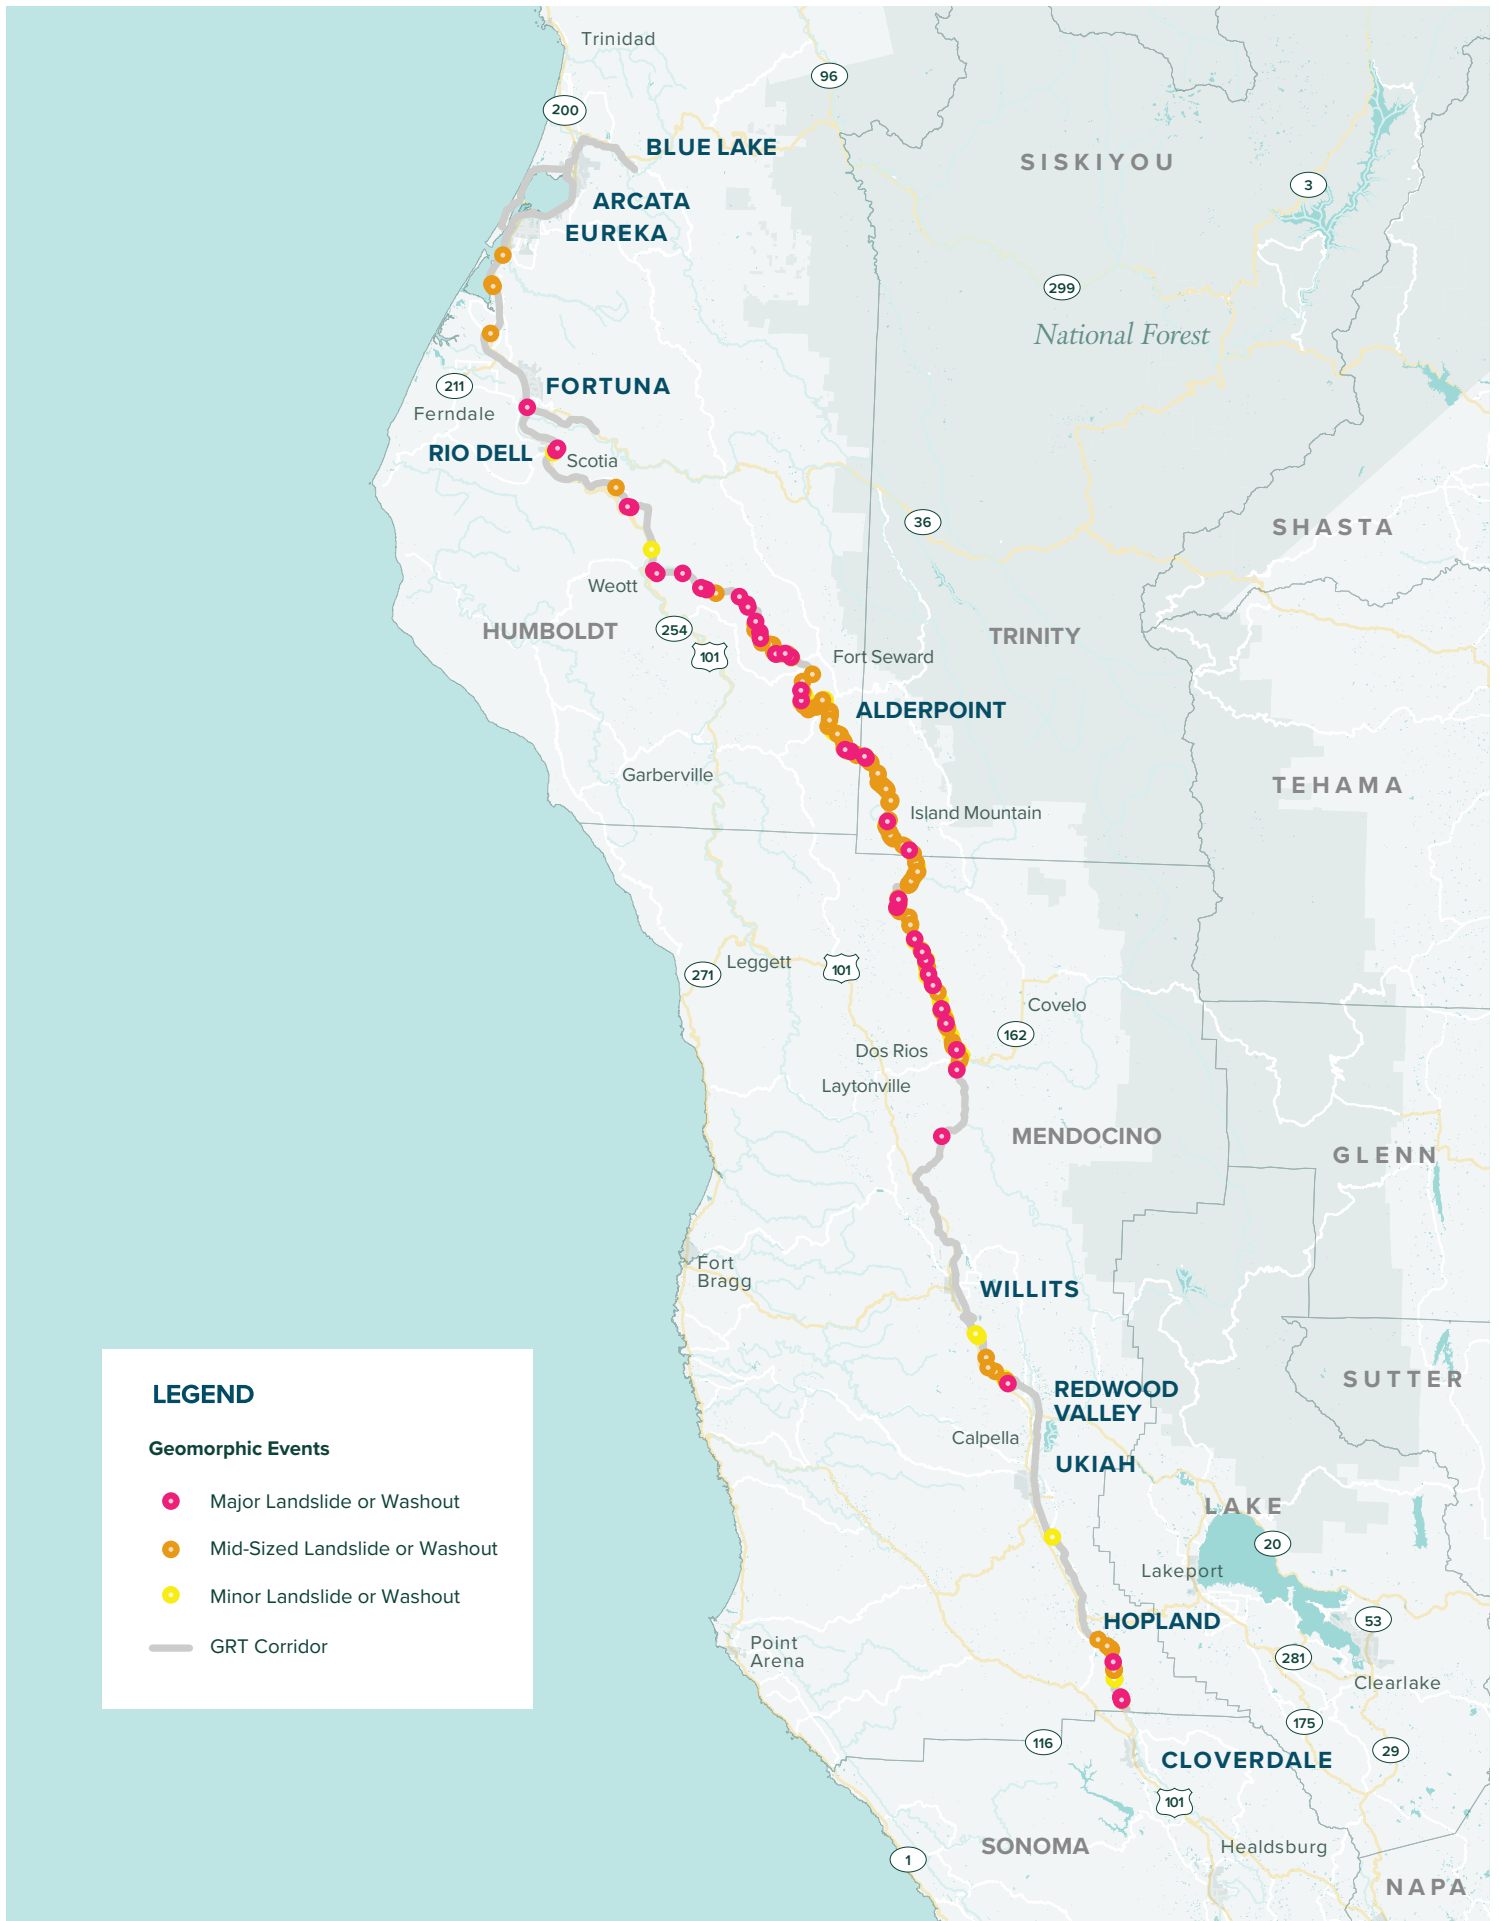 Trinidad
96
200
BLUE LAKE
SISKIYOU
3
ARCATA
EUREKA
299
National Forest
211
FORTUNA
Ferndale
RIO DELL
Scotia
36
SHASTA
Weott
HUMBOLDT
254
TRINITY
101
Fort Seward
ALDERPOINT
Garberville
TEHAMA
Island Mountain
271
Leggett
101
Covelo
162
Dos Rios
Laytonville
MENDOCINO
GLENN
Fort
Bragg
WILLITS
SUTTER
REDWOOD
VALLEY
Calpella
UKIAH
LAKE
20
Lakeport
HOPLAND
53
Point
Arena
281
Clearlake
175
116
29
CLOVERDALE
101
SONOMA
Healdsburg
1
NAPA
LEGEND
Geomorphic Events
Major Landslide or Washout
Mid-Sized Landslide or Washout
Minor Landslide or Washout
GRT Corridor